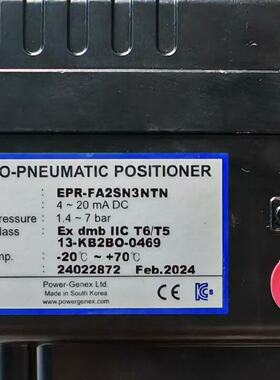 O-PNEUMATIC POSITIONER
EPR-FA2SN3NTN
4 ~ 20 mA DC
ressure : 1.4 ~ 7 bar
lass : Ex dmb IIC T6/T5
13-KB2BO-0469
mp. : -20℃ ~ +70℃
24022872 Feb.2024
Power-Genex Ltd.
Made in South Korea
www.powergenex.com